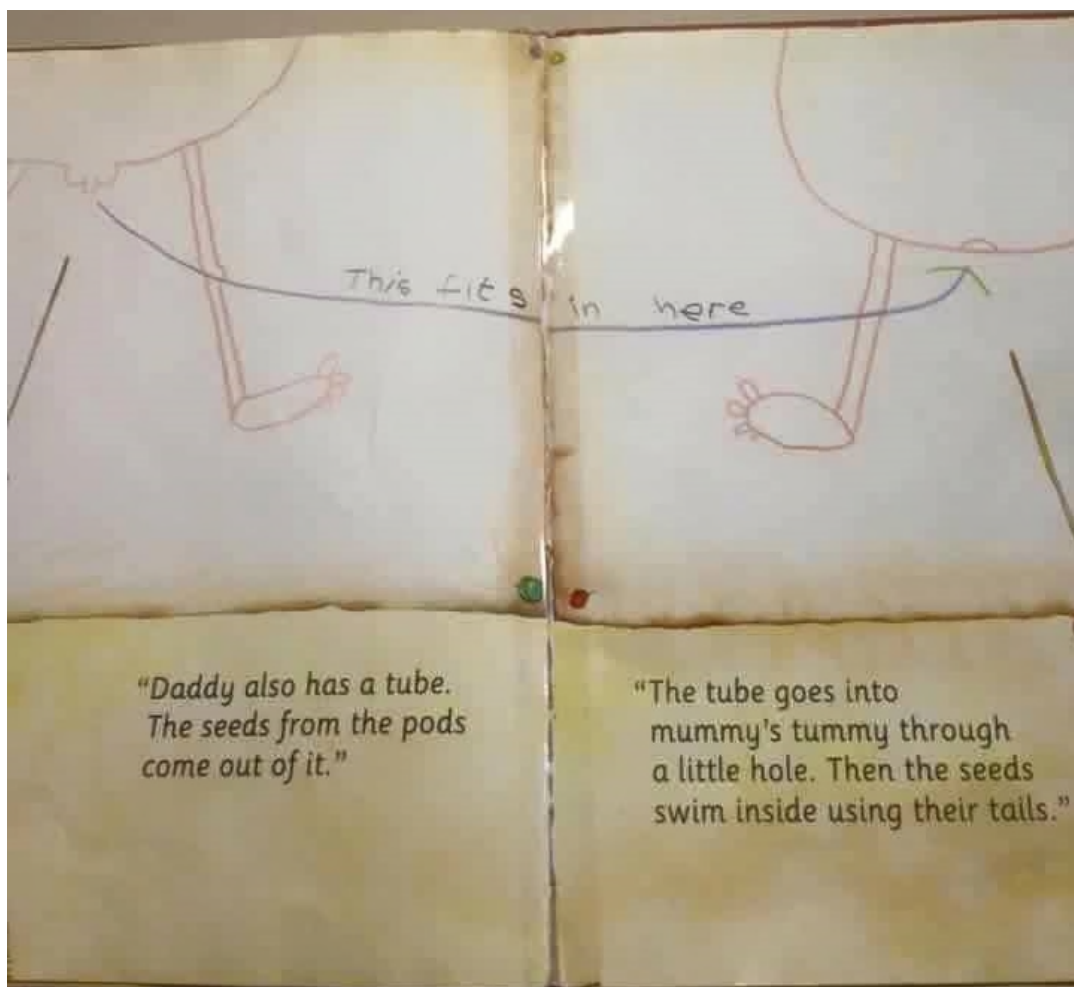 This fits in here
"Daddy also has a tube.
The seeds from the pods
come out of it."
"The tube goes into
mummy's tummy through
a little hole. Then the seeds
swim inside using their tails."